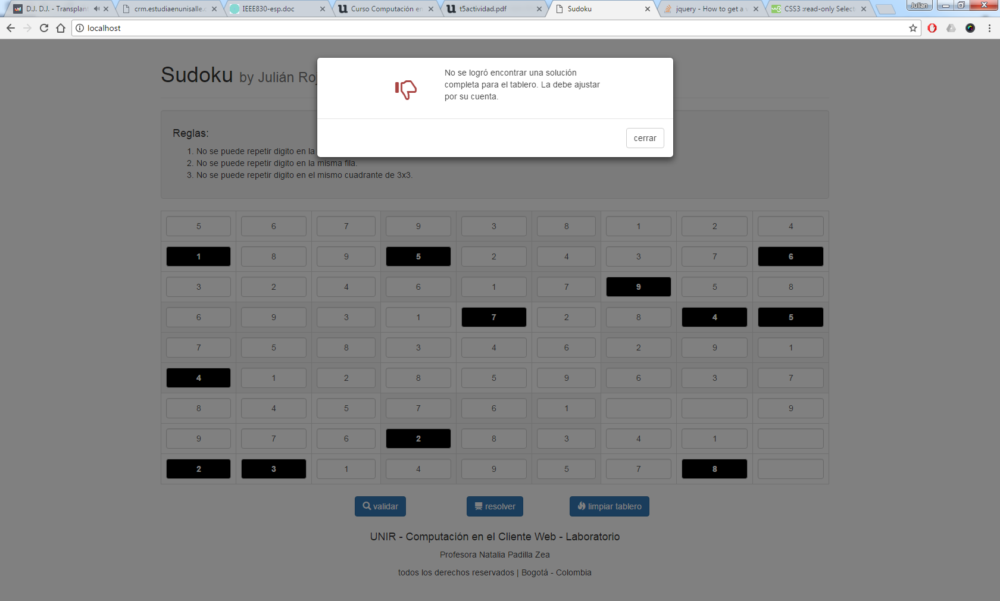 D.J. D.J. - Transplant
crm.estudiaenunisalle.c
IEEE830-esp.doc
Curso Computación en
t5actividad.pdf
Sudoku
jquery - How to get a v
CSS3 :read-only Select
Julian
localhost
Sudoku by Julián Roj
No se logró encontrar una solución
completa para el tablero. La debe ajustar
por su cuenta.
cerrar
Reglas:
1. No se puede repetir digito en la
2. No se puede repetir digito en la misma fila.
3. No se puede repetir digito en el mismo cuadrante de 3x3.
5 6 7 9 3 8 1 2 4
1 8 9 5 2 4 3 7 6
3 2 4 6 1 7 9 5 8
6 9 3 1 7 2 8 4 5
7 5 8 3 4 6 2 9 1
4 1 2 8 5 9 6 3 7
8 4 5 7 6 1 9
9 7 6 2 8 3 4 1
2 3 1 4 9 5 7 8
validar resolver limpiar tablero
UNIR - Computación en el Cliente Web - Laboratorio
Profesora Natalia Padilla Zea
todos los derechos reservados | Bogotá - Colombia